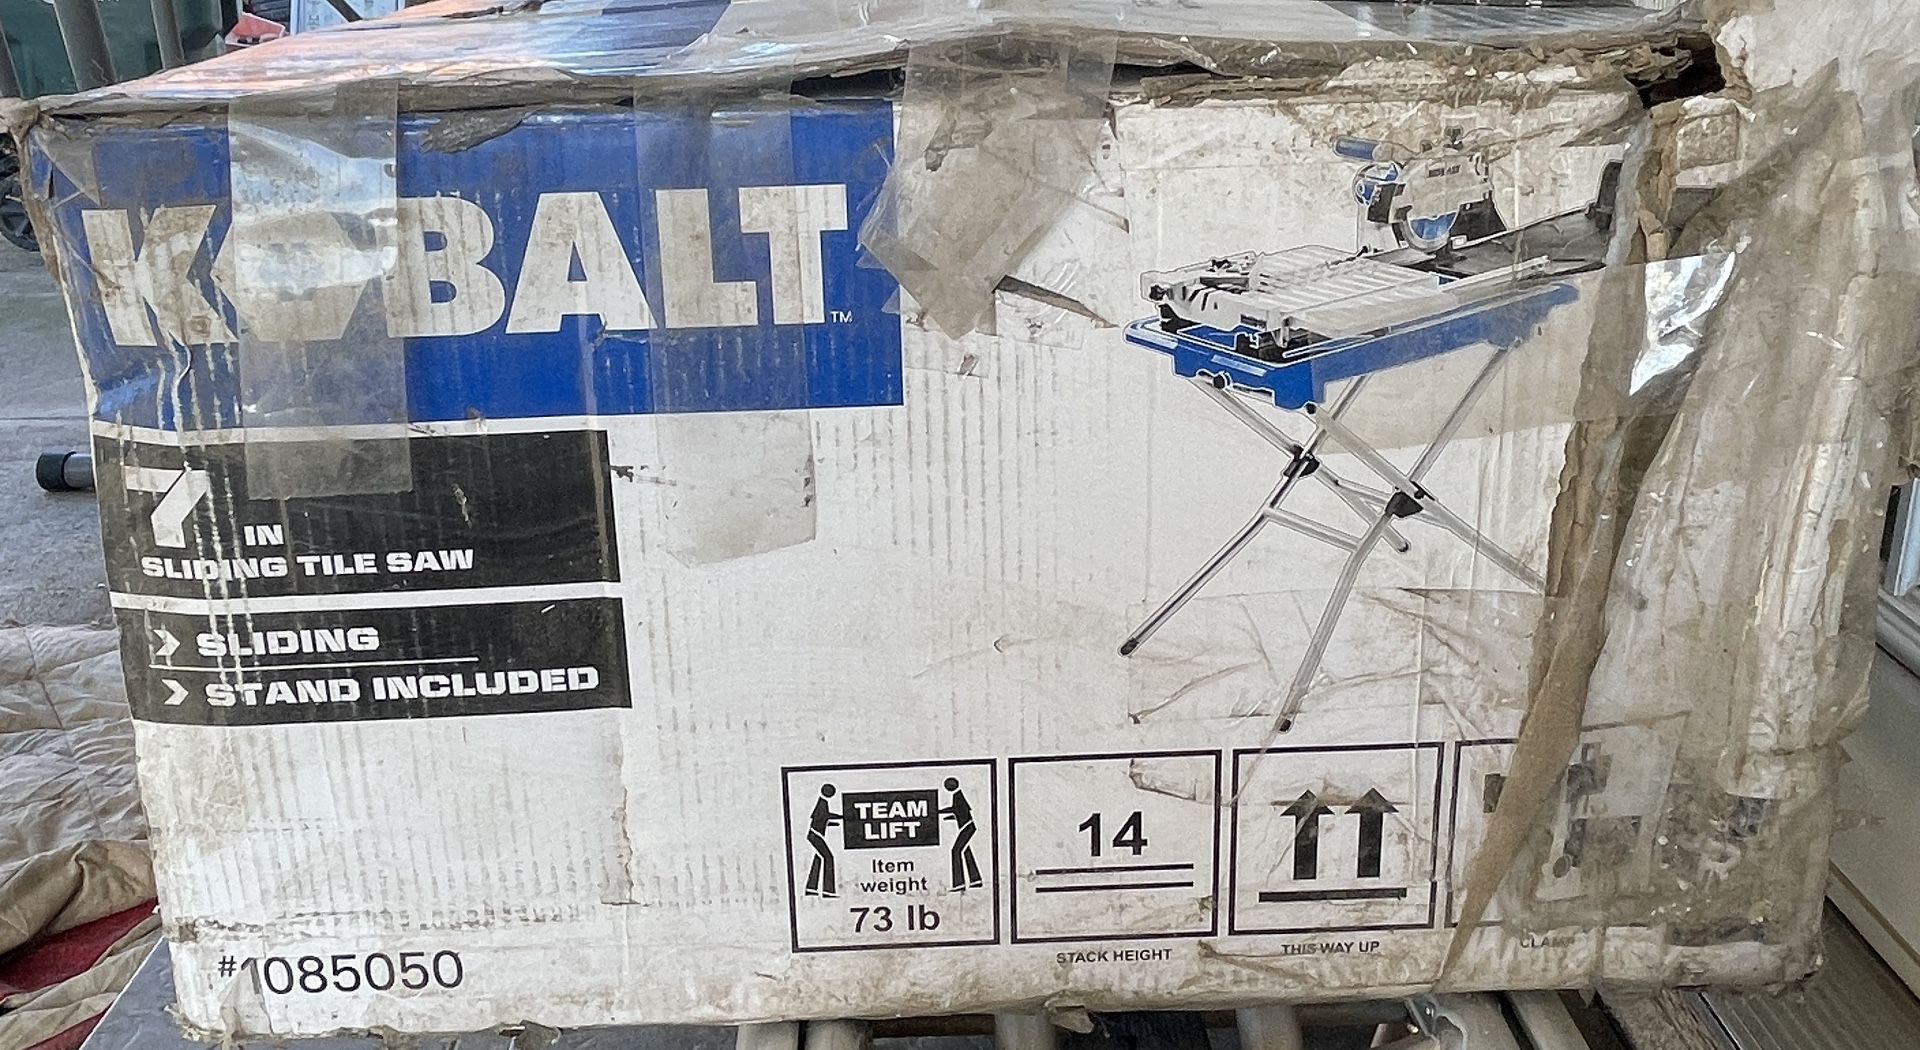 KOBALT™
7 IN
SLIDING TILE SAW
> SLIDING
> STAND INCLUDED
TEAM
LIFT
Item
weight
73 lb
14
STACK HEIGHT
THIS WAY UP
#1085050